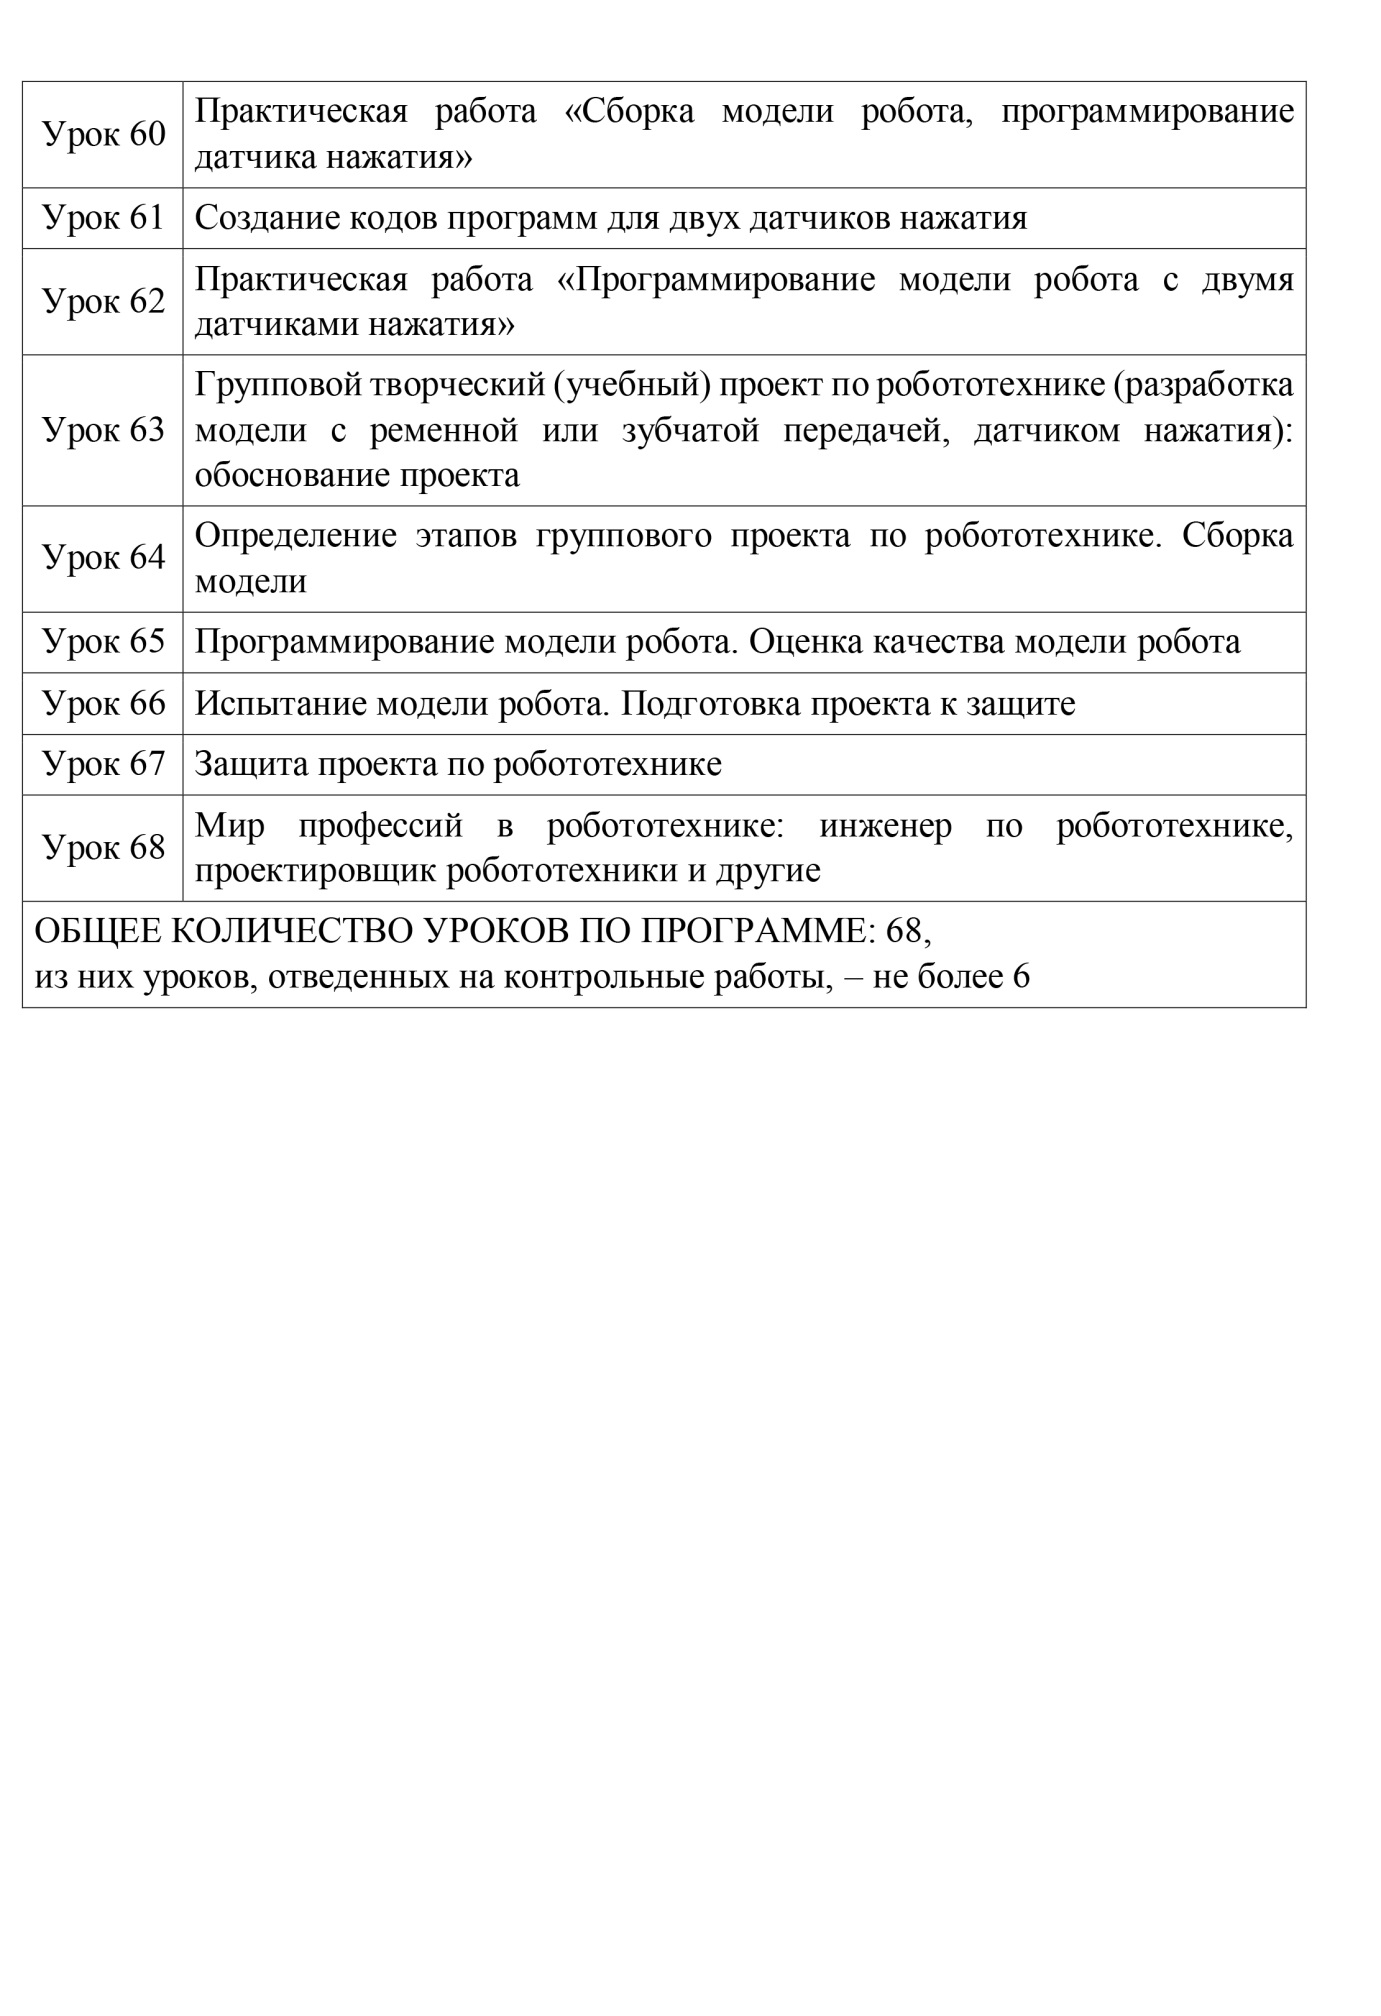 Урок 60
Практическая работа «Сборка модели робота, программирование
датчика нажатия»
Урок 61
Создание кодов программ для двух датчиков нажатия
Урок 62
Практическая работа «Программирование модели робота с двумя
датчиками нажатия»
Урок 63
Групповой творческий (учебный) проект по робототехнике (разработка
модели с ременной или зубчатой передачей, датчиком нажатия):
обоснование проекта
Урок 64
Определение этапов группового проекта по робототехнике. Сборка
модели
Урок 65
Программирование модели робота. Оценка качества модели робота
Урок 66
Испытание модели робота. Подготовка проекта к защите
Урок 67
Защита проекта по робототехнике
Урок 68
Мир профессий в робототехнике: инженер по робототехнике,
проектировщик робототехники и другие
ОБЩЕЕ КОЛИЧЕСТВО УРОКОВ ПО ПРОГРАММЕ: 68,
из них уроков, отведенных на контрольные работы, – не более 6